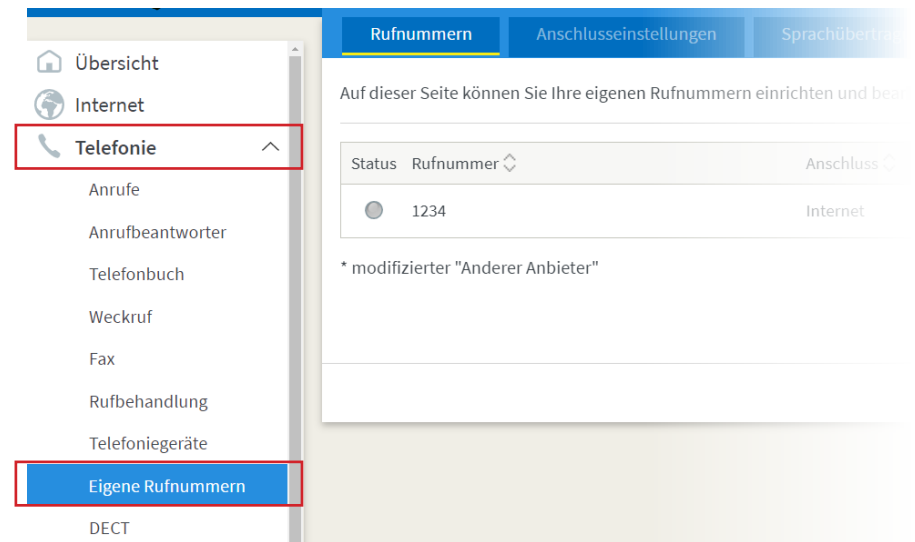 Übersicht
Internet
Telefonie
Anrufe
Anrufbeantworter
Telefonbuch
Weckruf
Fax
Rufbehandlung
Telefoniegeräte
Eigene Rufnummern
DECT
Rufnummern Anschlusseinstellungen
Auf dieser Seite können Sie Ihre eigenen Rufnummern einrichten und
Status Rufnummer Anschluss
1234 Internet
* modifizierter "Anderer Anbieter"